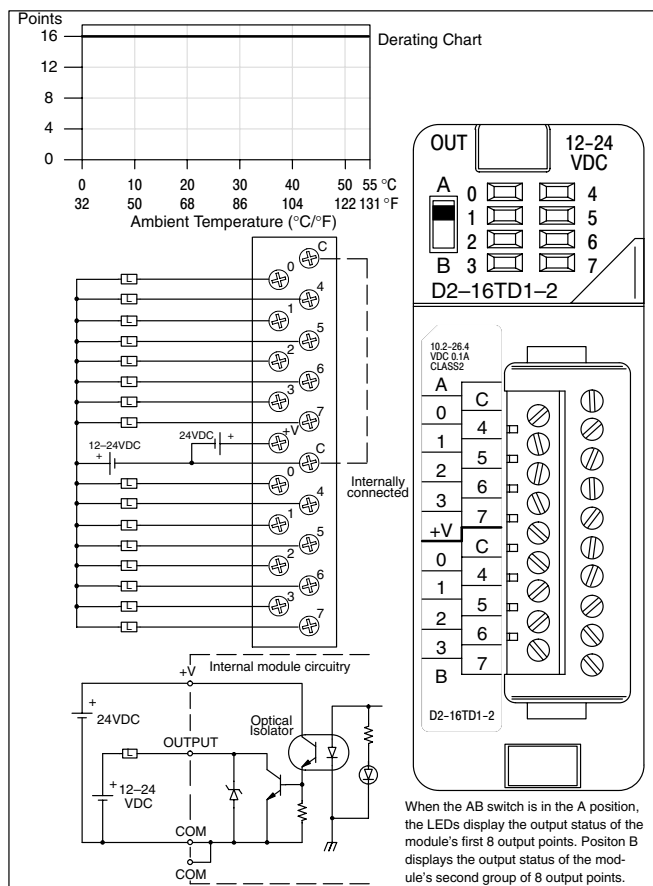 Points
16
12
8
4
0
Derating Chart
0 10 20 30 40 50 55 °C
32 50 68 86 104 122 131 °F
Ambient Temperature (°C/°F)
C
0
L
4
L
1
L
5
L
2
L
6
L
3
L
7
L
24VDC +
+V
12–24VDC
+
C
Internally
connected
0
L
4
L
1
L
5
L
2
L
6
L
3
L
7
L
Internal module circuitry
+V
+
24VDC
Optical
Isolator
OUTPUT
L
+
12–24
VDC
COM
COM
OUT
12–24
VDC
A
B
0 4
1 5
2 6
3 7
D2–16TD1–2
10.2–26.4
VDC 0.1A
CLASS2
A
C
0
4
1
5
2
6
3
7
+V
C
0
4
1
5
2
6
3
7
B
D2–16TD1–2
When the AB switch is in the A position,
the LEDs display the output status of the
module's first 8 output points. Positon B
displays the output status of the mod-
ule's second group of 8 output points.